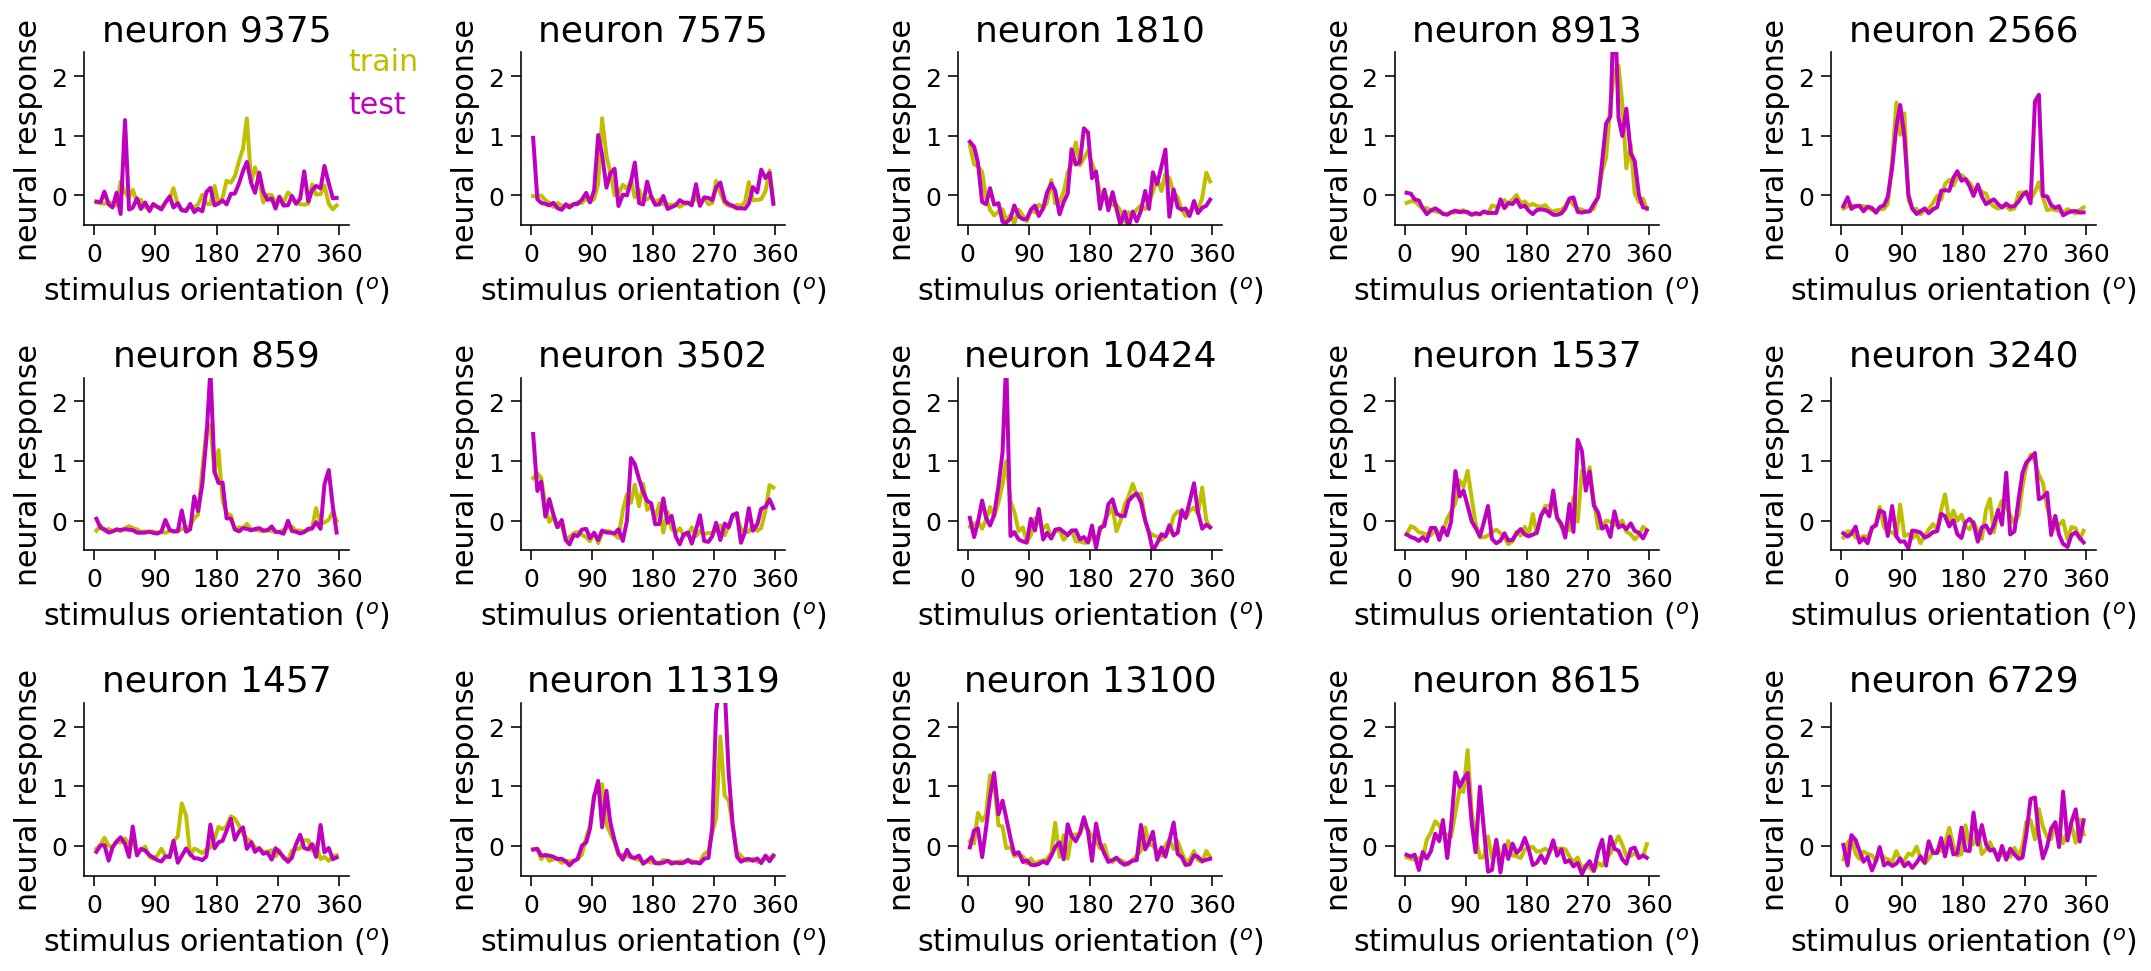 neuron 9375
train
test
neural response
2
1
0
0 90 180 270 360
stimulus orientation (o)
neuron 7575
neural response
2
1
0
0 90 180 270 360
stimulus orientation (o)
neuron 1810
neural response
2
1
0
0 90 180 270 360
stimulus orientation (o)
neuron 8913
neural response
2
1
0
0 90 180 270 360
stimulus orientation (o)
neuron 2566
neural response
2
1
0
0 90 180 270 360
stimulus orientation (o)
neuron 859
neural response
2
1
0
0 90 180 270 360
stimulus orientation (o)
neuron 3502
neural response
2
1
0
0 90 180 270 360
stimulus orientation (o)
neuron 10424
neural response
2
1
0
0 90 180 270 360
stimulus orientation (o)
neuron 1537
neural response
2
1
0
0 90 180 270 360
stimulus orientation (o)
neuron 3240
neural response
2
1
0
0 90 180 270 360
stimulus orientation (o)
neuron 1457
neural response
2
1
0
0 90 180 270 360
stimulus orientation (o)
neuron 11319
neural response
2
1
0
0 90 180 270 360
stimulus orientation (o)
neuron 13100
neural response
2
1
0
0 90 180 270 360
stimulus orientation (o)
neuron 8615
neural response
2
1
0
0 90 180 270 360
stimulus orientation (o)
neuron 6729
neural response
2
1
0
0 90 180 270 360
stimulus orientation (o)